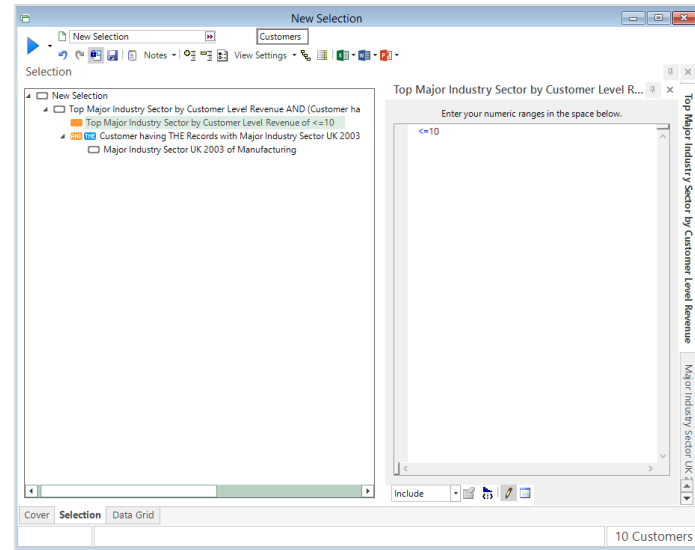 New Selection
New Selection
Customers
Notes
View Settings
Selection
New Selection
Top Major Industry Sector by Customer Level Revenue AND (Customer ha
Top Major Industry Sector by Customer Level Revenue of <=10
AND THE Customer having THE Records with Major Industry Sector UK 2003
Major Industry Sector UK 2003 of Manufacturing
Top Major Industry Sector by Customer Level R...
Enter your numeric ranges in the space below.
<=10
Include
Top Major Industry Sector by Customer Level Revenue
Major Industry Sector UK 2
Cover Selection Data Grid
10 Customers